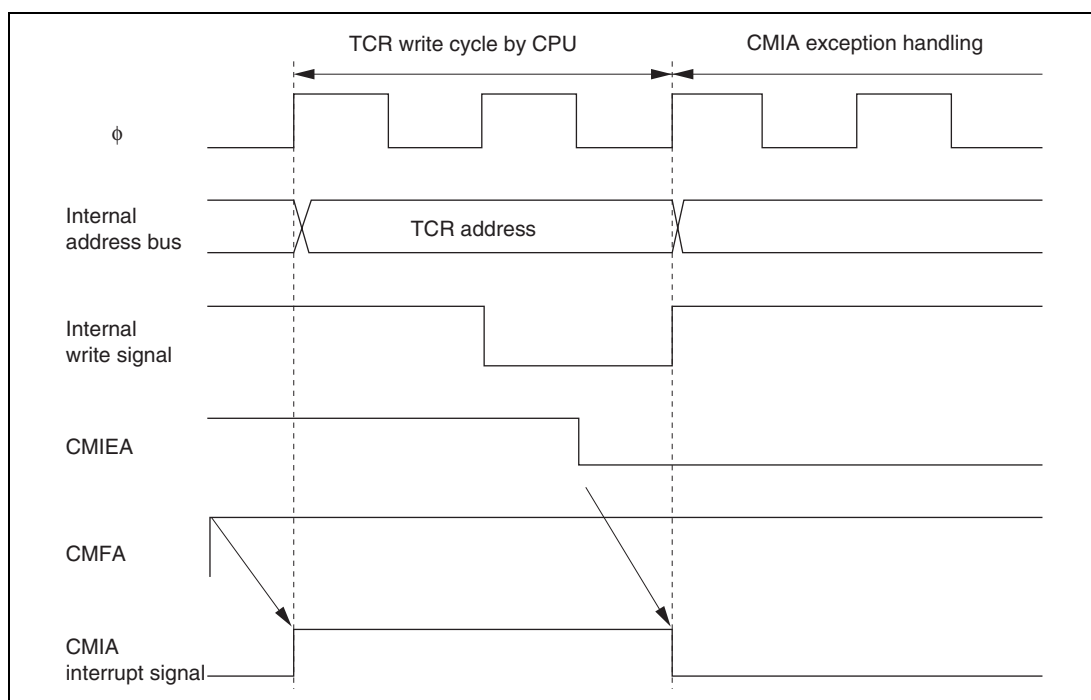 TCR write cycle by CPU
CMIA exception handling
ϕ
Internal
address bus
TCR address
Internal
write signal
CMIEA
CMFA
CMIA
interrupt signal